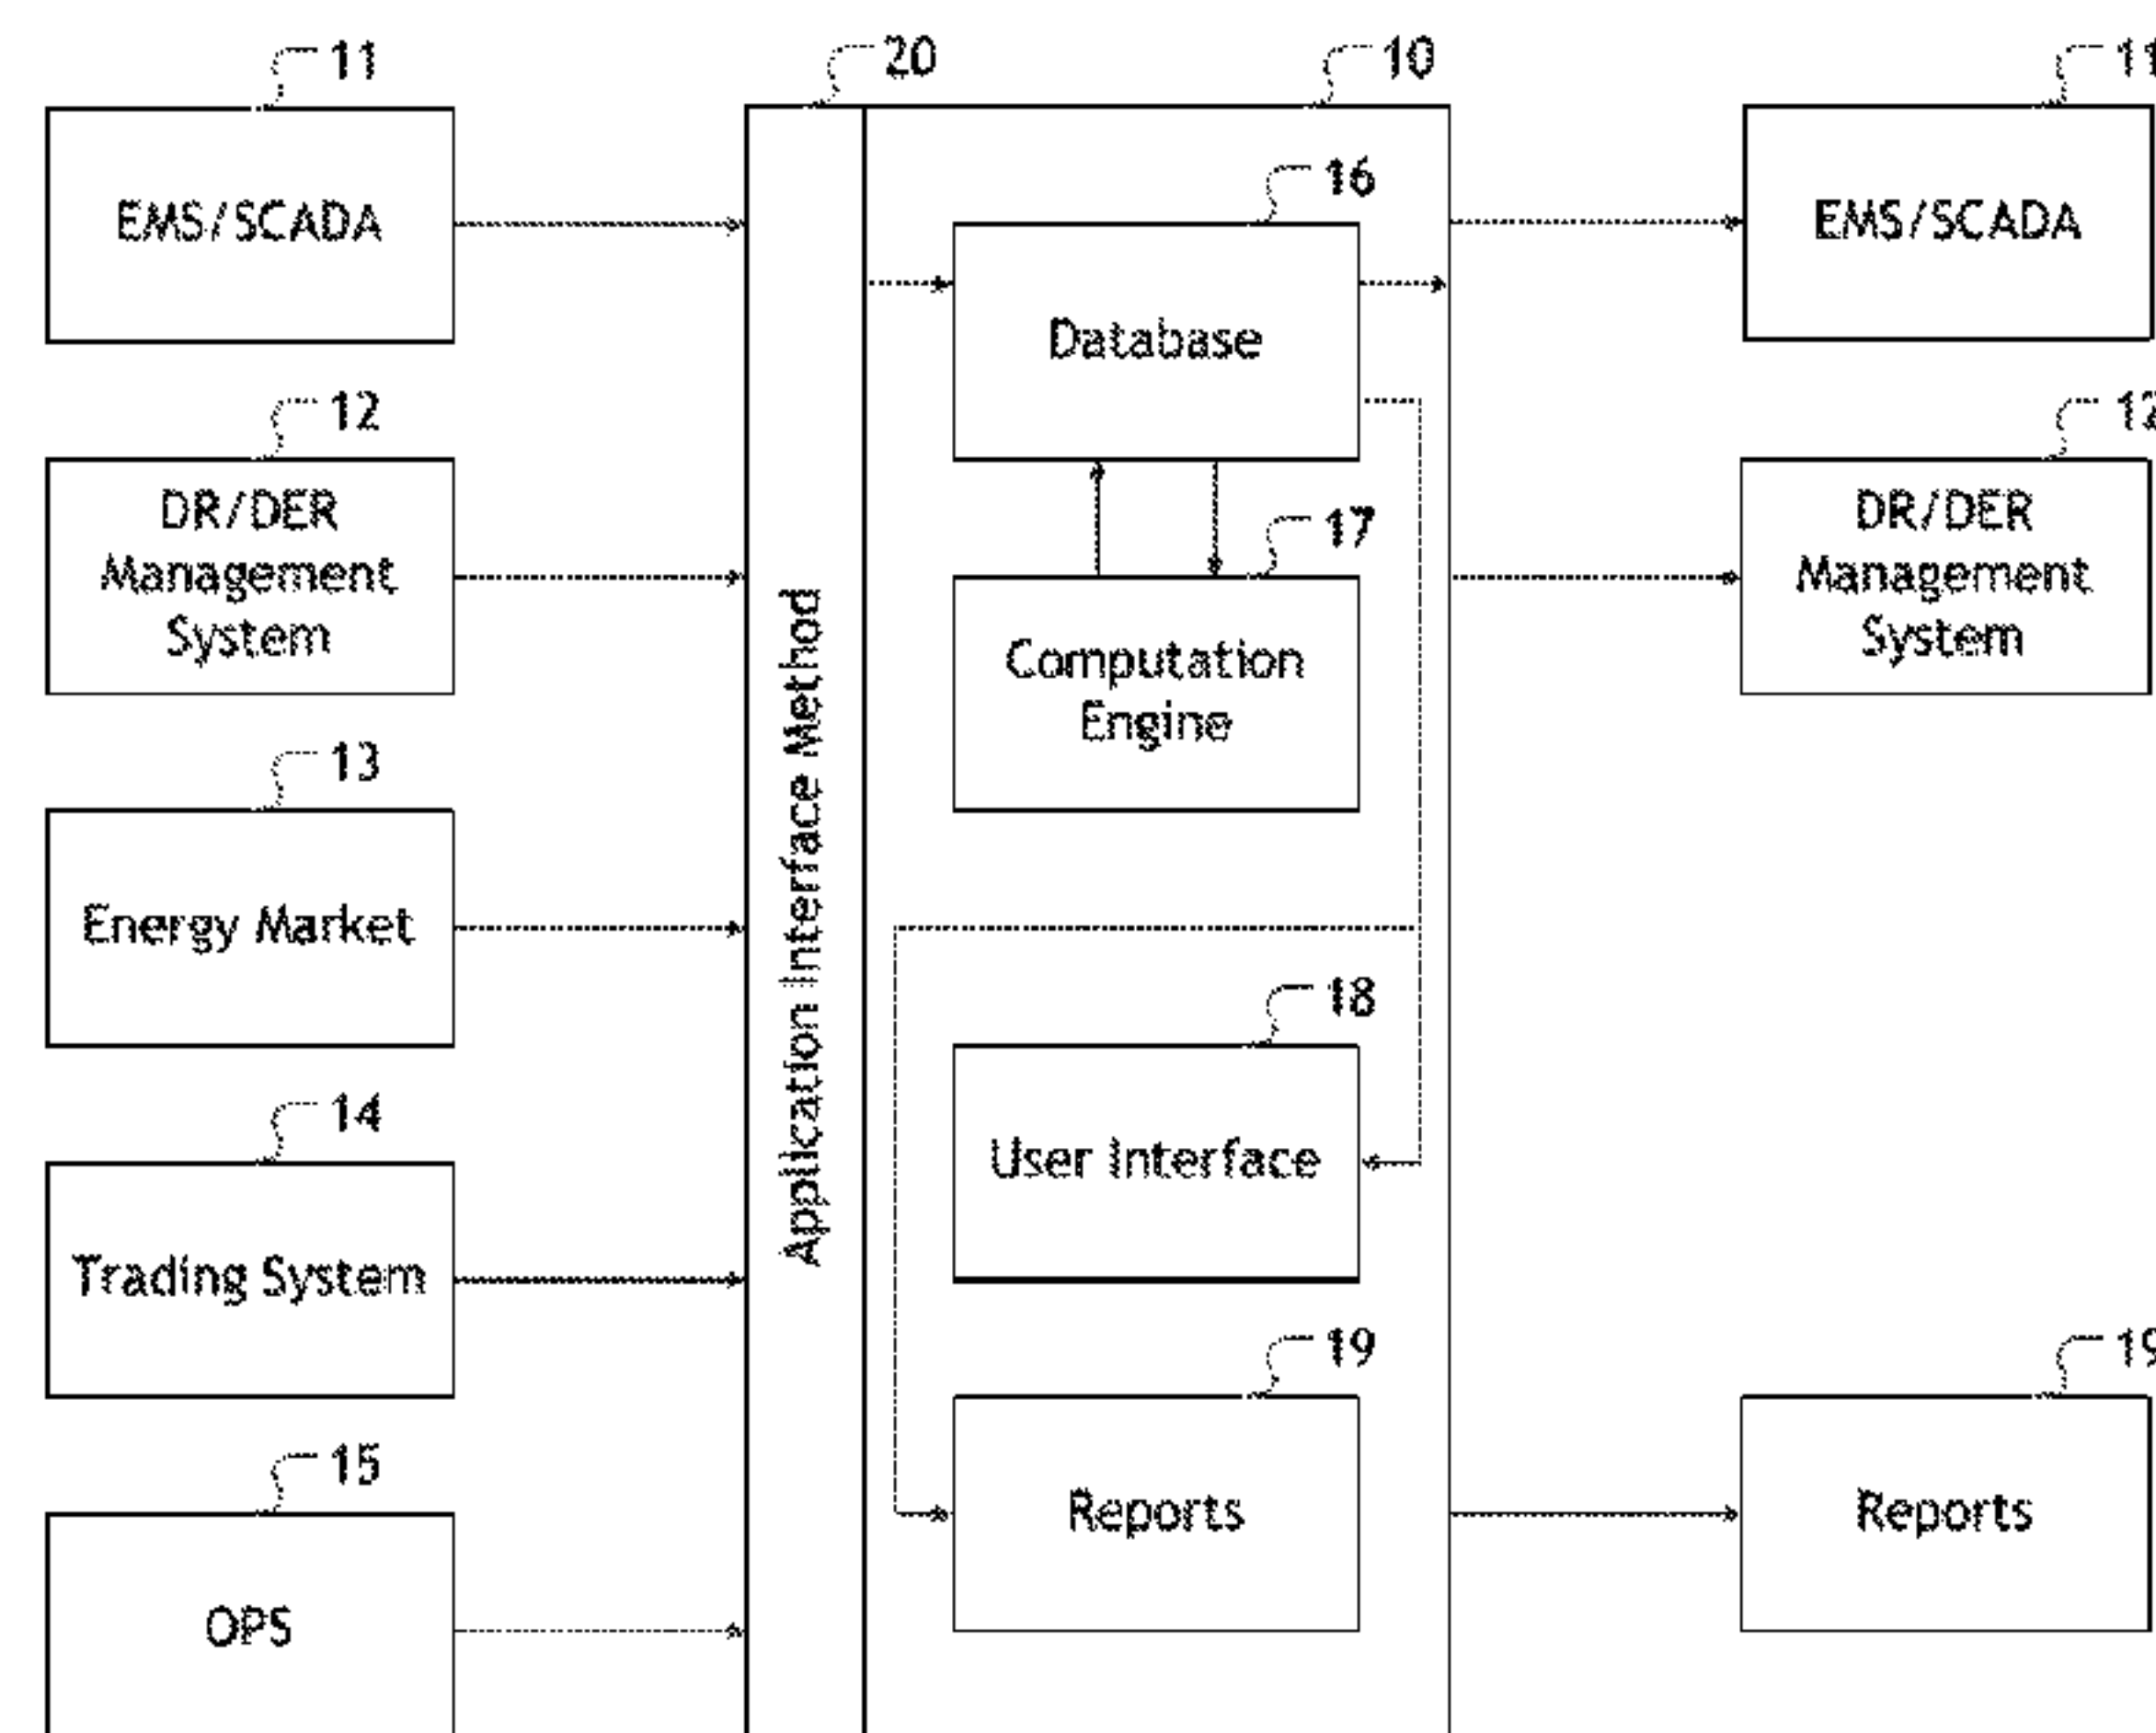 11
EMS/SCADA
12
DR/DER
Management
System
13
Energy Market
14
Trading System
15
OPS
20
Application Interface Method
10
16
Database
17
Computation
Engine
18
User Interface
19
Reports
11
EMS/SCADA
12
DR/DER
Management
System
19
Reports